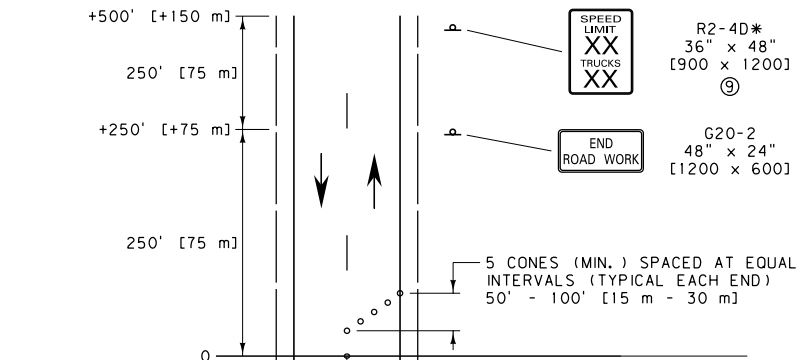 +500' [+150 m]
250' [75 m]
+250' [+75 m]
250' [75 m]
0
SPEED
LIMIT
XX
TRUCKS
XX
R2-4D*
36" x 48"
[900 x 1200]
9
END
ROAD WORK
G20-2
48" x 24"
[1200 x 600]
5 CONES (MIN.) SPACED AT EQUAL
INTERVALS (TYPICAL EACH END)
50' - 100' [15 m - 30 m]